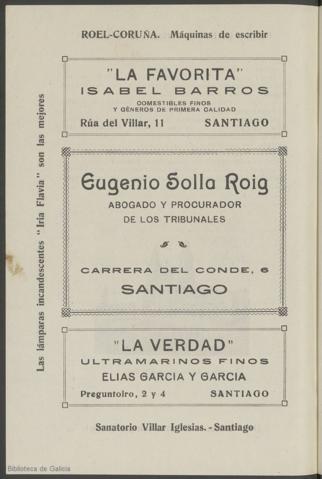 ROEL-CORUÑA. Máquinas de escribir
"LA FAVORITA"
ISABEL BARROS
COMESTIBLES FINOS
Y GÉNEROS DE PRIMERA CALIDAD
Rúa del Villar, 11 SANTIAGO
Eugenio Solla Roig
ABOGADO Y PROCURADOR
DE LOS TRIBUNALES
CARRERA DEL CONDE, 6
SANTIAGO
"LA VERDAD"
ULTRAMARINOS FINOS
ELIAS GARCIA Y GARCIA
Preguntoiro, 2 y 4 SANTIAGO
Sanatorio Villar Iglesias. - Santiago
Las lámparas incandescentes "Iria Flavia" son las mejores
Biblioteca de Galicia